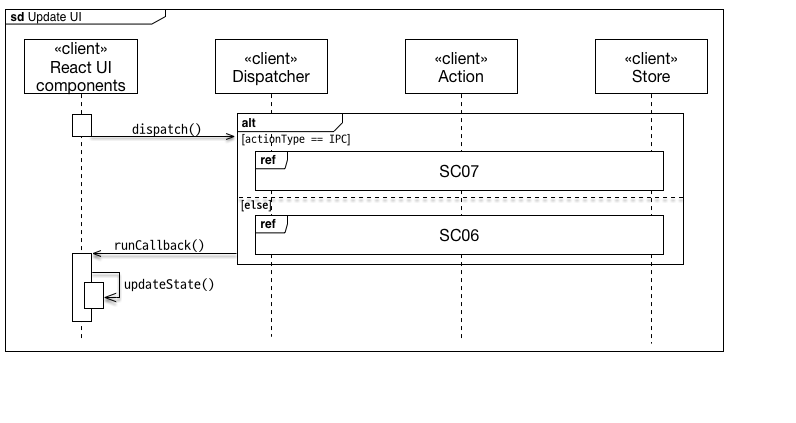 sd Update UI
«client»
React UI
components
«client»
Dispatcher
«client»
Action
«client»
Store
dispatch()
alt
[actionType == IPC]
ref
SC07
[else]
ref
SC06
runCallback()
updateState()